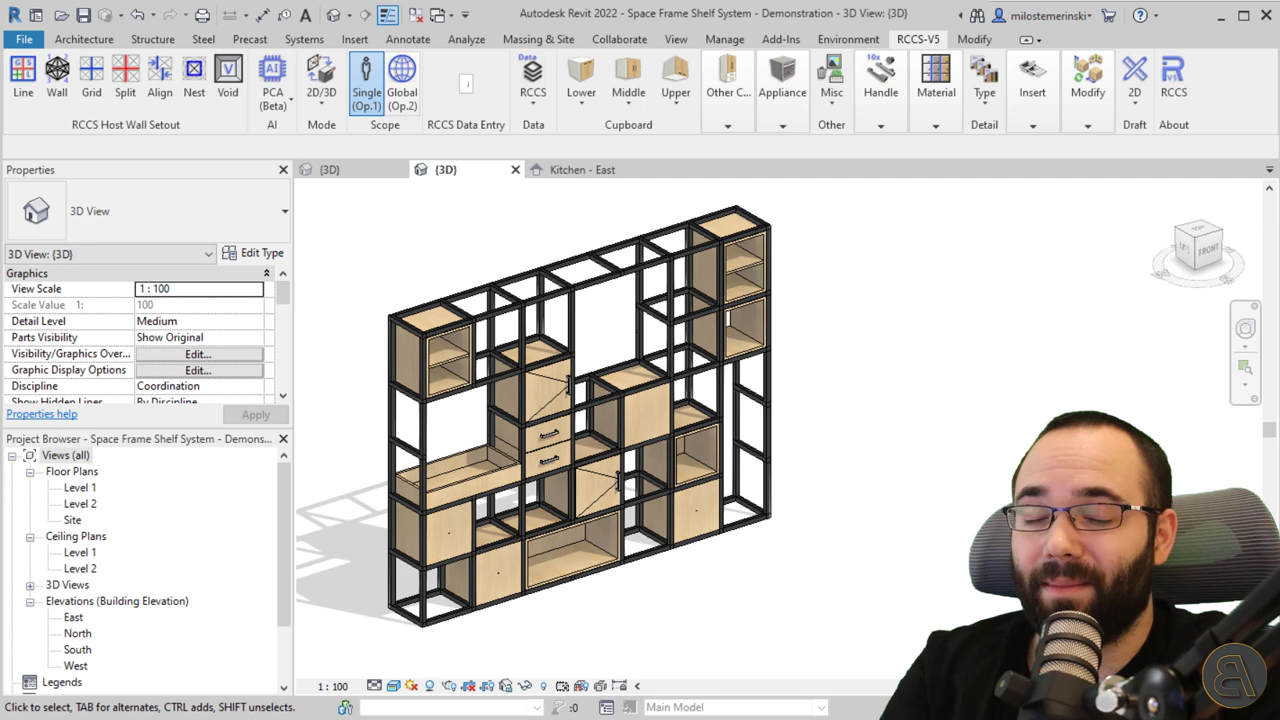 Autodesk Revit 2022 - Space Frame Shelf System - Demonstration - 3D View: {3D}
milostemerinski
File Architecture Structure Steel Precast Systems Insert Annotate Analyze Massing & Site Collaborate View Manage Add-Ins Environment RCCS-V5 Modify
Line Wall Grid Split Align Nest Void PCA (Beta) 2D/3D Single (Op.1) Global (Op.2) Data RCCS Lower Middle Upper Other C... Appliance Misc 10x Handle Material Type Insert Modify 2D RCCS
RCCS Host Wall Setout AI Mode Scope RCCS Data Entry Data Cuboard Other Detail Draft About
Properties
{3D} {3D} Kitchen - East
3D View
3D View: {3D} Edit Type
Graphics
View Scale 1 : 100
Scale Value 1: 100
Detail Level Medium
Parts Visibility Show Original
Visibility/Graphics Over... Edit...
Graphic Display Options Edit...
Discipline Coordination
Show Hidden Lines By Discipline
Properties help Apply
Project Browser - Space Frame Shelf System - Demons...
Views (all)
Floor Plans
Level 1
Level 2
Site
Ceiling Plans
Level 1
Level 2
3D Views
Elevations (Building Elevation)
East
North
South
West
Legends
FRONT
1 : 100
Click to select, TAB for alternates, CTRL adds, SHIFT unselects. :0 Main Model